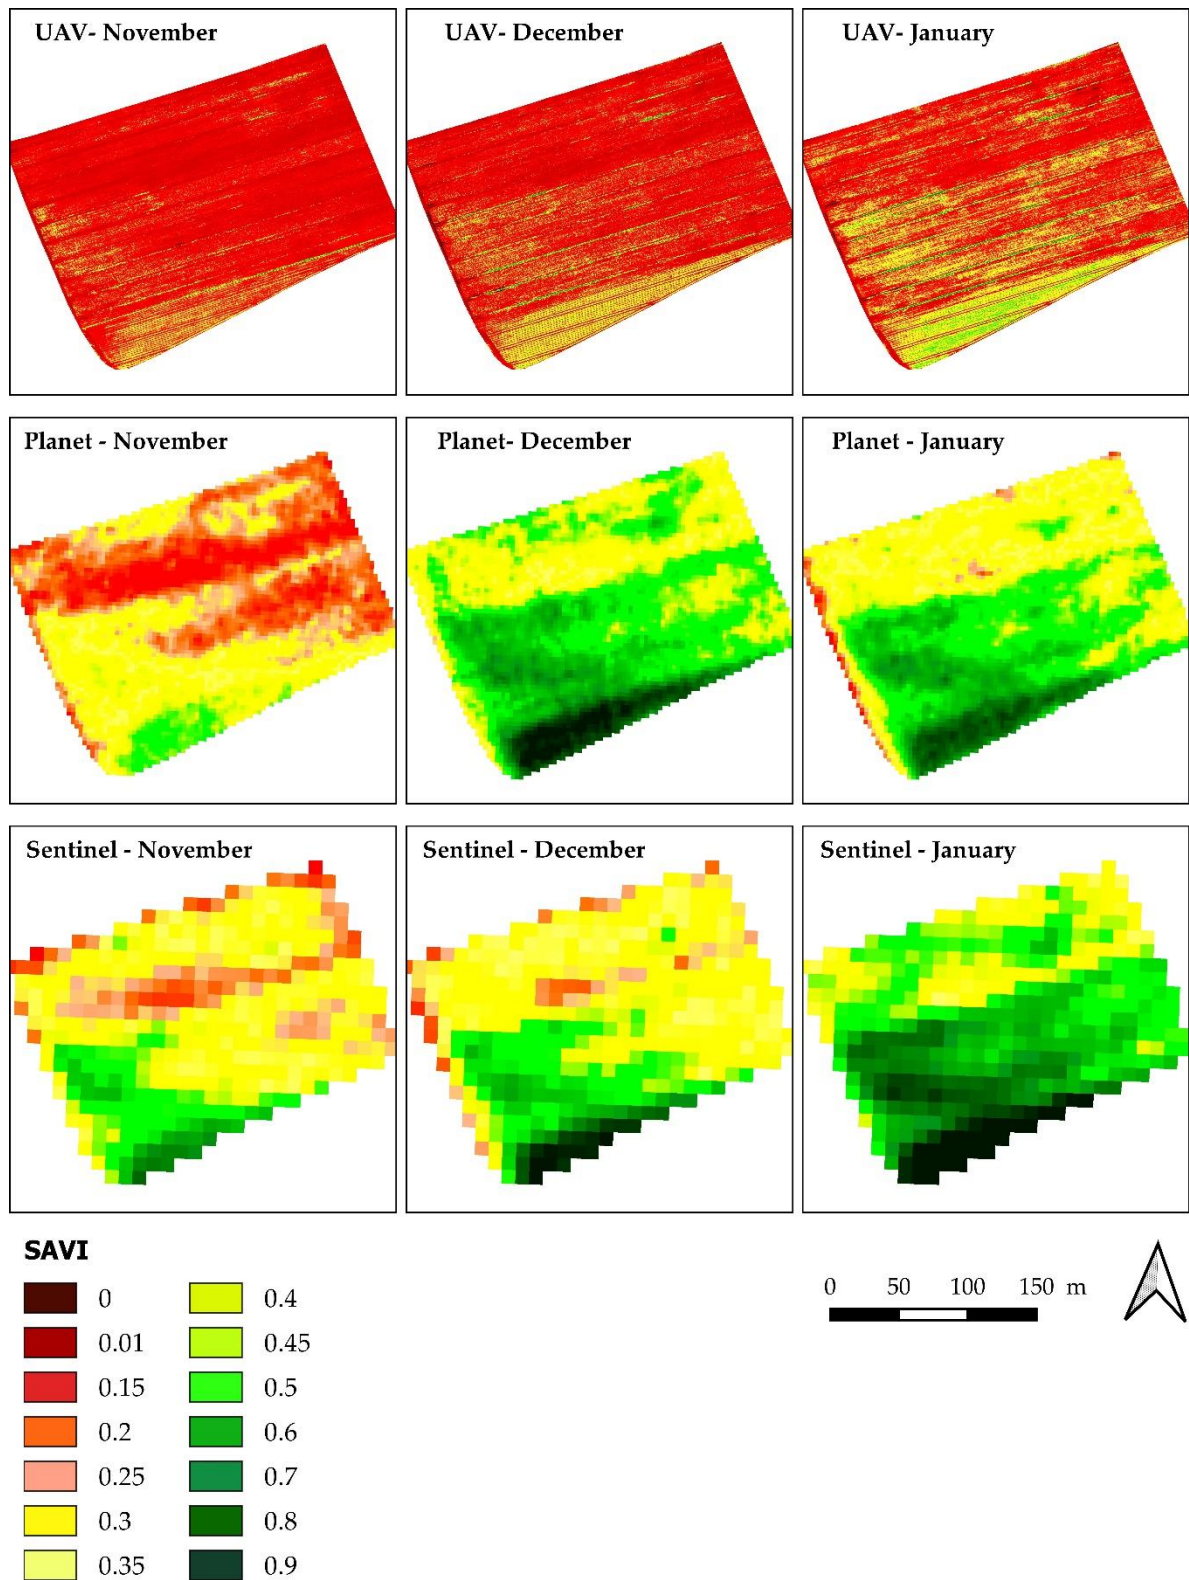 UAV- November
UAV- December
UAV- January
Planet - November
Planet- December
Planet - January
Sentinel - November
Sentinel - December
Sentinel - January
SAVI
0
0.01
0.15
0.2
0.25
0.3
0.35
0.4
0.45
0.5
0.6
0.7
0.8
0.9
0 50 100 150 m